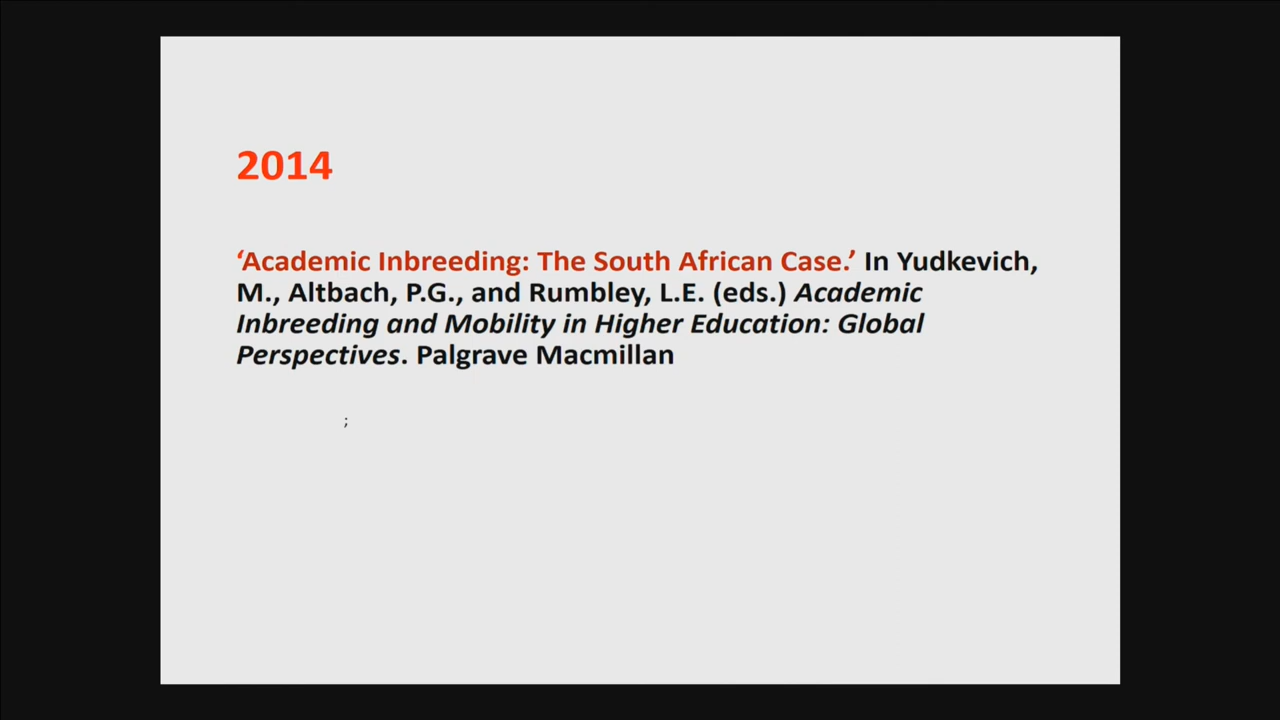 2014
‘Academic Inbreeding: The South African Case.’ In Yudkevich,
M., Altbach, P.G., and Rumbley, L.E. (eds.) Academic
Inbreeding and Mobility in Higher Education: Global
Perspectives. Palgrave Macmillan
;